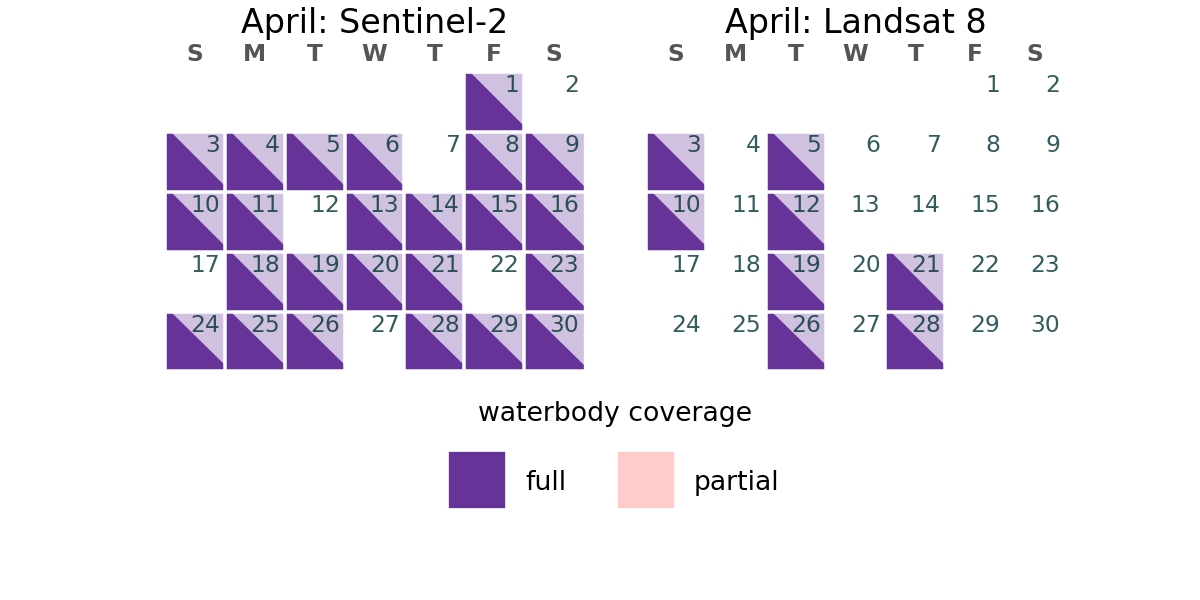 April: Sentinel-2
S M T W T F S
1 2
3 4 5 6 7 8 9
10 11 12 13 14 15 16
17 18 19 20 21 22 23
24 25 26 27 28 29 30
April: Landsat 8
S M T W T F S
1 2
3 4 5 6 7 8 9
10 11 12 13 14 15 16
17 18 19 20 21 22 23
24 25 26 27 28 29 30
waterbody coverage
full
partial